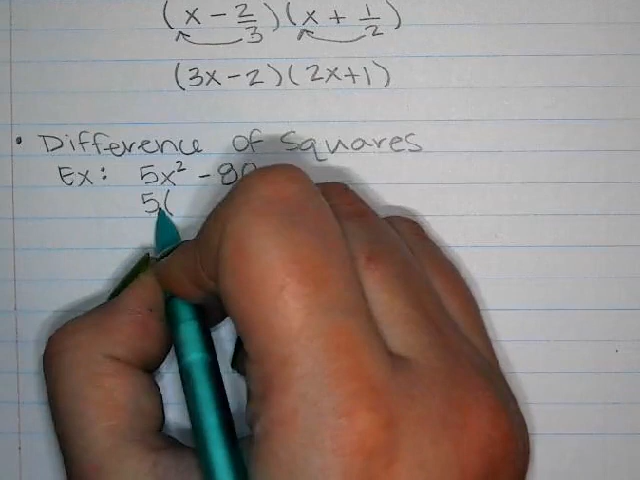 (x - 2/3)(x + 1/2)
(3x-2)(2x+1)
• Difference of Squares
Ex: 5x² - 80
5(